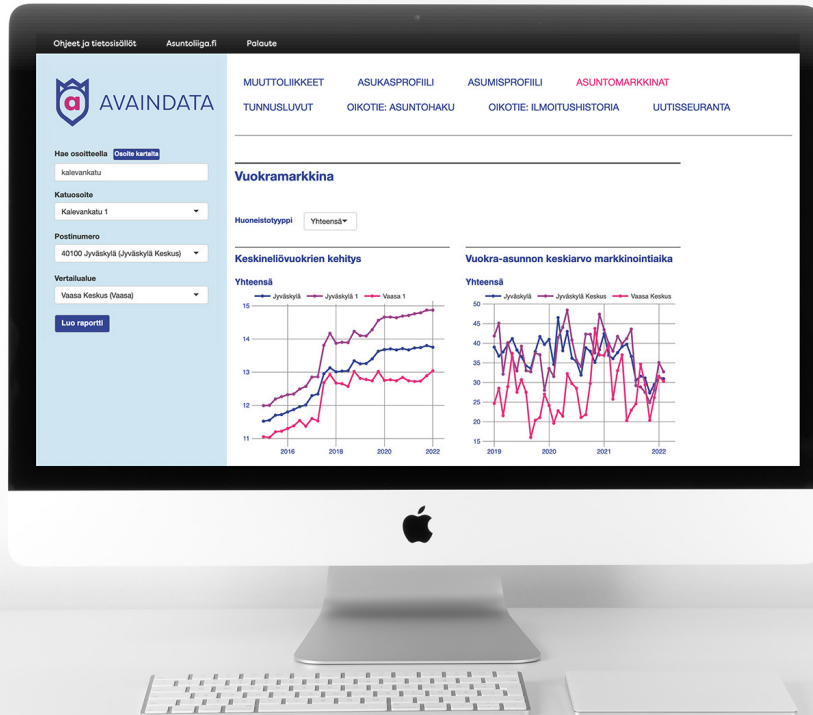 Ohjeet ja tietosisällöt Asuntoliiga.fi Palaute
a AVAINDATA
MUUTTOLIIKKEET ASUKASPROFIILI ASUMISPROFIILI ASUNTOMARKKINAT
TUNNUSLUVUT OIKOTIE: ASUNTOHAKU OIKOTIE: ILMOITUSHISTORIA UUTISSEURANTA
Hae osoitteella Osoite kartalta
kalevankatu
Katuosoite
Kalevankatu 1
Postinumero
40100 Jyväskylä (Jyväskylä Keskus)
Vertailualue
Vaasa Keskus (Vaasa)
Luo raportti
Vuokramarkkina
Huoneistotyyppi Yhteensä
Keskineliövuokrien kehitys
Yhteensä
Jyväskylä Jyväskylä 1 Vaasa 1
15
14
13
12
11
2016 2018 2020 2022
Vuokra-asunnon keskiarvo markkinointiaika
Yhteensä
Jyväskylä Jyväskylä Keskus Vaasa Keskus
50
45
40
35
30
25
20
15
2019 2020 2021 2022